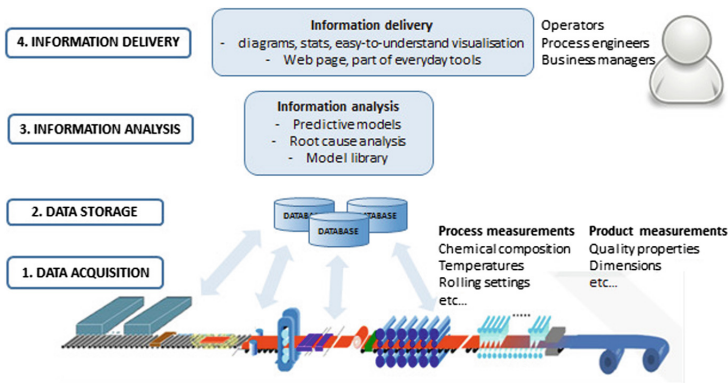 4. INFORMATION DELIVERY
Information delivery
- diagrams, stats, easy-to-understand visualisation
- Web page, part of everyday tools
Operators
Process engineers
Business managers
3. INFORMATION ANALYSIS
Information analysis
- Predictive models
- Root cause analysis
- Model library
2. DATA STORAGE
DATABA
ABASE
DATABASE
1. DATA ACQUISITION
Process measurements
Chemical composition
Temperatures
Rolling settings
etc...
Product measurements
Quality properties
Dimensions
etc...